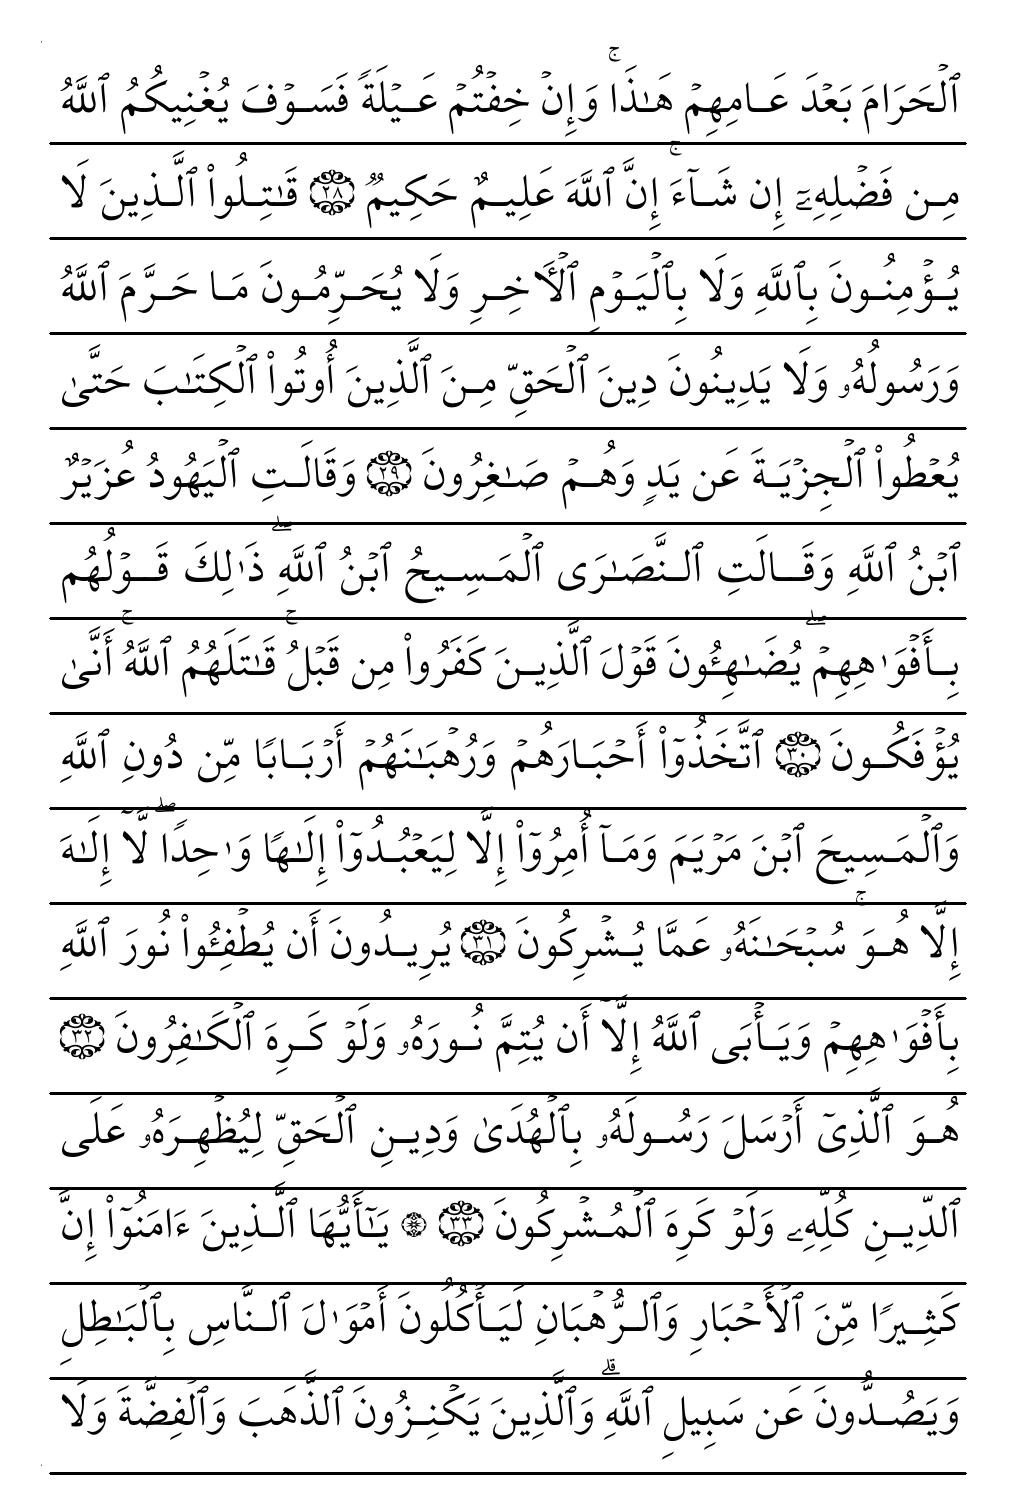 ٱلۡحَرَامَ بَعۡدَ عَامِهِمۡ هَٰذَاۚ وَإِنۡ خِفۡتُمۡ عَيۡلَةٗ فَسَوۡفَ يُغۡنِيكُمُ ٱللَّهُ
مِن فَضۡلِهِۦٓ إِن شَآءَۚ إِنَّ ٱللَّهَ عَلِيمٌ حَكِيمٞ ٢٨ قَٰتِلُواْ ٱلَّذِينَ لَا
يُؤۡمِنُونَ بِٱللَّهِ وَلَا بِٱلۡيَوۡمِ ٱلۡأٓخِرِ وَلَا يُحَرِّمُونَ مَا حَرَّمَ ٱللَّهُ
وَرَسُولُهُۥ وَلَا يَدِينُونَ دِينَ ٱلۡحَقِّ مِنَ ٱلَّذِينَ أُوتُواْ ٱلۡكِتَٰبَ حَتَّىٰ
يُعۡطُواْ ٱلۡجِزۡيَةَ عَن يَدٖ وَهُمۡ صَٰغِرُونَ ٢٩ وَقَالَتِ ٱلۡيَهُودُ عُزَيۡرٌ
ٱبۡنُ ٱللَّهِ وَقَالَتِ ٱلنَّصَٰرَى ٱلۡمَسِيحُ ٱبۡنُ ٱللَّهِۖ ذَٰلِكَ قَوۡلُهُم
بِأَفۡوَٰهِهِمۡۖ يُضَٰهِـُٔونَ قَوۡلَ ٱلَّذِينَ كَفَرُواْ مِن قَبۡلُۚ قَٰتَلَهُمُ ٱللَّهُۚ أَنَّىٰ
يُؤۡفَكُونَ ٣٠ ٱتَّخَذُوٓاْ أَحۡبَارَهُمۡ وَرُهۡبَٰنَهُمۡ أَرۡبَابٗا مِّن دُونِ ٱللَّهِ
وَٱلۡمَسِيحَ ٱبۡنَ مَرۡيَمَ وَمَآ أُمِرُوٓاْ إِلَّا لِيَعۡبُدُوٓاْ إِلَٰهٗا وَٰحِدٗاۖ لَّآ إِلَٰهَ
إِلَّا هُوَۚ سُبۡحَٰنَهُۥ عَمَّا يُشۡرِكُونَ ٣١ يُرِيدُونَ أَن يُطۡفِـُٔواْ نُورَ ٱللَّهِ
بِأَفۡوَٰهِهِمۡ وَيَأۡبَى ٱللَّهُ إِلَّآ أَن يُتِمَّ نُورَهُۥ وَلَوۡ كَرِهَ ٱلۡكَٰفِرُونَ ٣٢
هُوَ ٱلَّذِيٓ أَرۡسَلَ رَسُولَهُۥ بِٱلۡهُدَىٰ وَدِينِ ٱلۡحَقِّ لِيُظۡهِرَهُۥ عَلَى
ٱلدِّينِ كُلِّهِۦ وَلَوۡ كَرِهَ ٱلۡمُشۡرِكُونَ ٣٣ ۞ يَٰٓأَيُّهَا ٱلَّذِينَ ءَامَنُوٓاْ إِنَّ
كَثِيرٗا مِّنَ ٱلۡأَحۡبَارِ وَٱلرُّهۡبَانِ لَيَأۡكُلُونَ أَمۡوَٰلَ ٱلنَّاسِ بِٱلۡبَٰطِلِ
وَيَصُدُّونَ عَن سَبِيلِ ٱللَّهِۗ وَٱلَّذِينَ يَكۡنِزُونَ ٱلذَّهَبَ وَٱلۡفِضَّةَ وَلَا